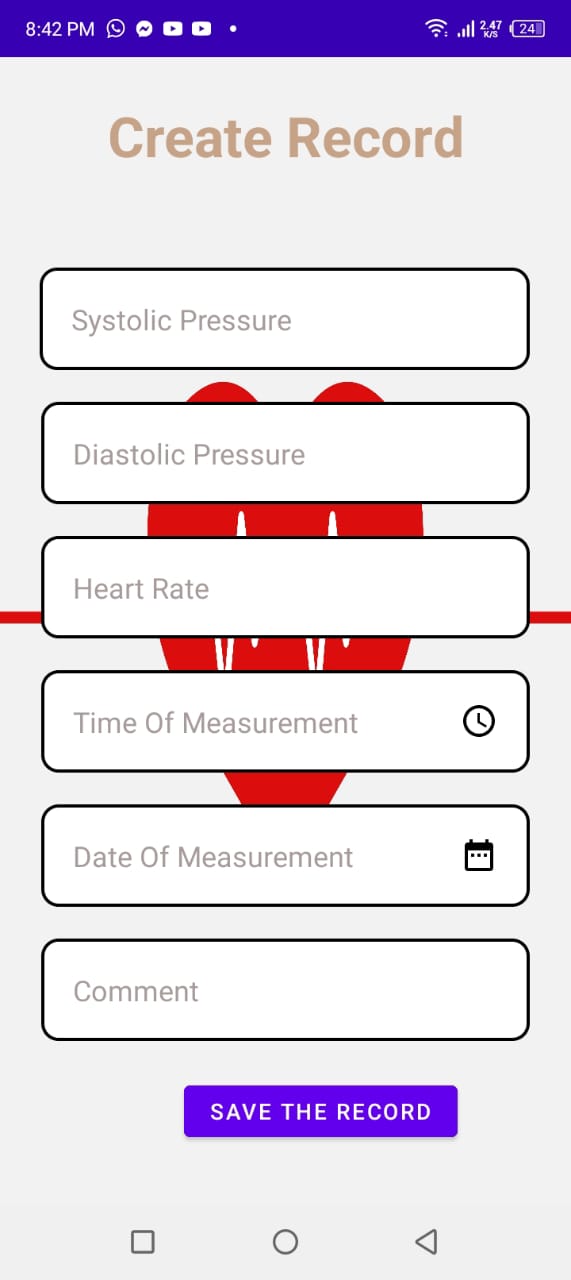 8:42 PM
2.47
K/S
24
Create Record
Systolic Pressure
Diastolic Pressure
Heart Rate
Time Of Measurement
Date Of Measurement
Comment
SAVE THE RECORD